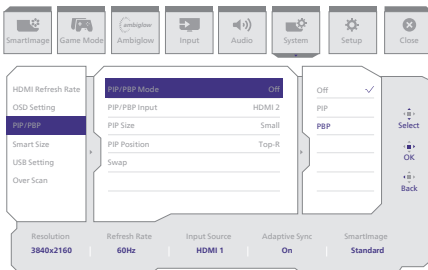 ambiglow
SmartImage Game Mode Ambiglow Input Audio System Setup Close
HDMI Refresh Rate
OSD Setting
PIP/PBP
Smart Size
USB Setting
Over Scan
PIP/PBP Mode Off
PIP/PBP Input HDMI 2
PIP Size Small
PIP Position Top-R
Swap
Off
PIP
PBP
Select
OK
Back
Resolution Refresh Rate Input Source Adaptive Sync SmartImage
3840x2160 60Hz HDMI 1 On Standard